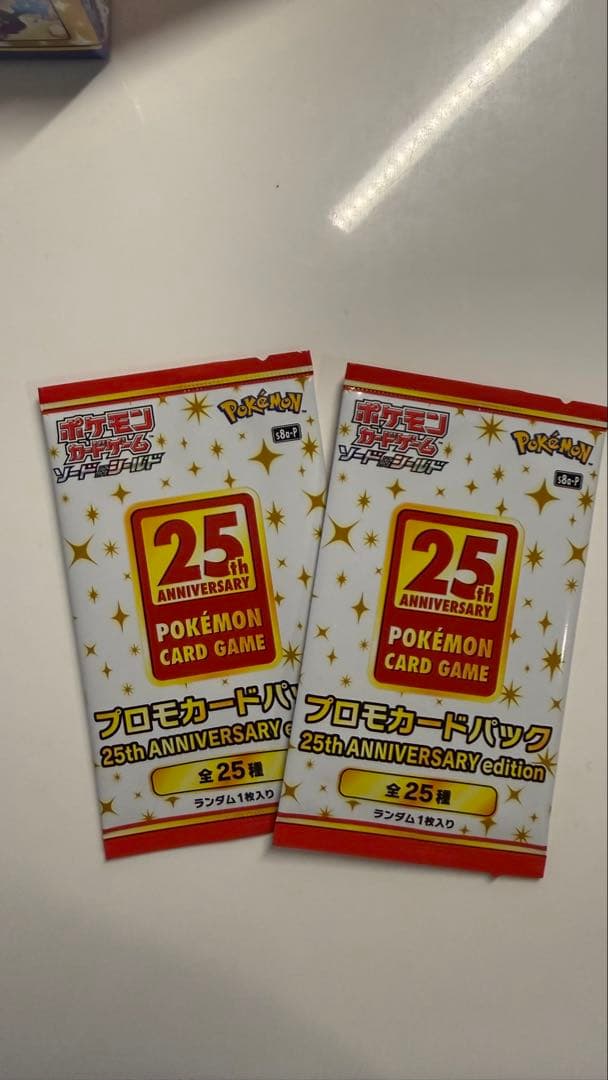 ポケモン
カードゲーム
ソード&シールド
Pokémon
s8a-P
25th
ANNIVERSARY
POKÉMON
CARD GAME
プロモカードパ
25th ANNIVERSARY e
全25種
ランダム1枚入り
ポケモン
カードゲーム
ソード&シールド
Pokémon
s8a-P
25th
ANNIVERSARY
POKÉMON
CARD GAME
プロモカードパック
25th ANNIVERSARY edition
全25種
ランダム1枚入り